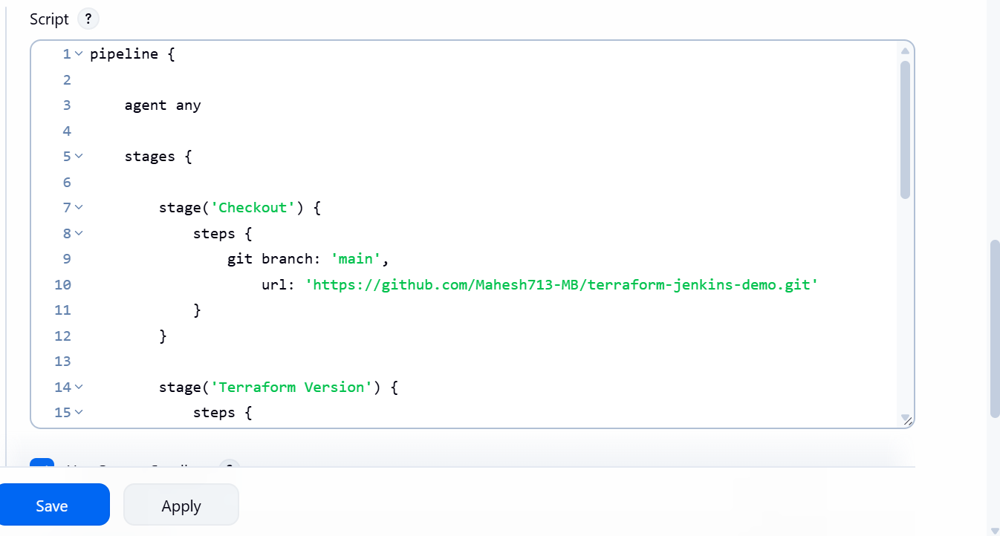 Script ?
1 pipeline {
2
3 agent any
4
5 stages {
6
7 stage('Checkout') {
8 steps {
9 git branch: 'main',
10 url: 'https://github.com/Mahesh713-MB/terraform-jenkins-demo.git'
11 }
12 }
13
14 stage('Terraform Version') {
15 steps {
Save Apply